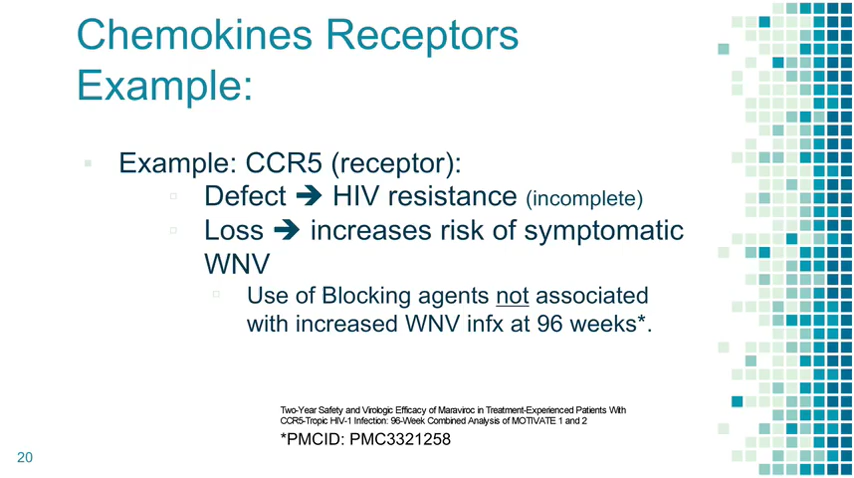 Chemokines Receptors
Example:
Example: CCR5 (receptor):
Defect ➔ HIV resistance (incomplete)
Loss ➔ increases risk of symptomatic
WNV
Use of Blocking agents not associated
with increased WNV infx at 96 weeks*.
Two-Year Safety and Virologic Efficacy of Maraviroc in Treatment-Experienced Patients With
CCR5-Tropic HIV-1 Infection: 96-Week Combined Analysis of MOTIVATE 1 and 2
*PMCID: PMC3321258
20